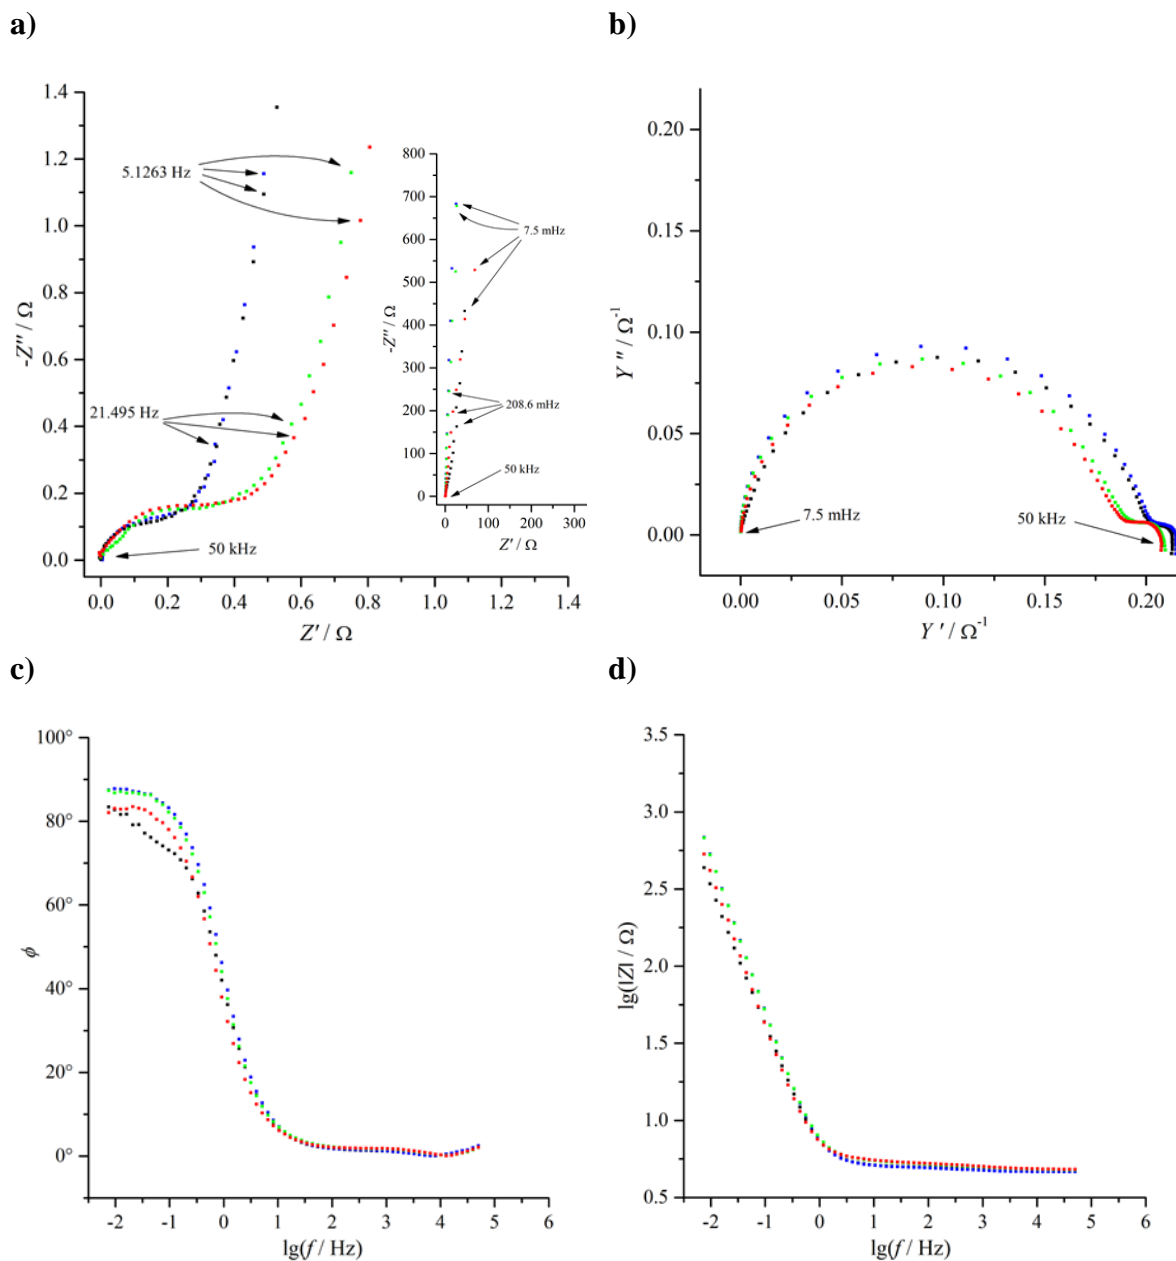 a)
-Z'' / Ω
1.4
1.2
1.0
0.8
0.6
0.4
0.2
0.0
0.0 0.2 0.4 0.6 0.8 1.0 1.2 1.4
Z' / Ω
5.1263 Hz
21.495 Hz
50 kHz
-Z'' / Ω
800
700
600
500
400
300
200
100
0
0 100 200 300
Z' / Ω
7.5 mHz
208.6 mHz
50 kHz
b)
Y'' / Ω-1
0.20
0.15
0.10
0.05
0.00
0.00 0.05 0.10 0.15 0.20
Y' / Ω-1
7.5 mHz
50 kHz
c)
ϕ
100°
80°
60°
40°
20°
0°
-2 -1 0 1 2 3 4 5 6
lg(f / Hz)
d)
lg(|Z| / Ω)
3.5
3.0
2.5
2.0
1.5
1.0
0.5
-2 -1 0 1 2 3 4 5 6
lg(f / Hz)